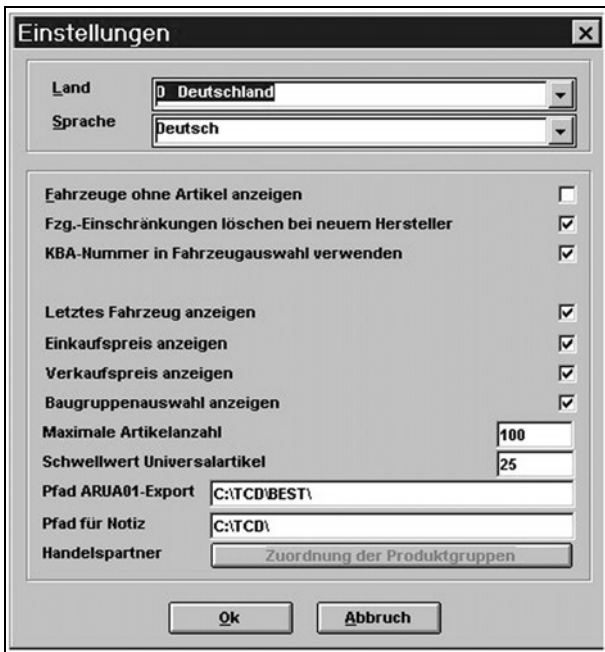 Einstellungen
Land
D Deutschland
Sprache
Deutsch
Fahrzeuge ohne Artikel anzeigen
Fzg.-Einschränkungen löschen bei neuem Hersteller
KBA-Nummer in Fahrzeugauswahl verwenden
Letztes Fahrzeug anzeigen
Einkaufspreis anzeigen
Verkaufspreis anzeigen
Baugruppenauswahl anzeigen
Maximale Artikelanzahl 100
Schwellwert Universalartikel 25
Pfad ARUA01-Export C:\TCD\BEST\
Pfad für Notiz C:\TCD\
Handelspartner Zuordnung der Produktgruppen
Ok Abbruch